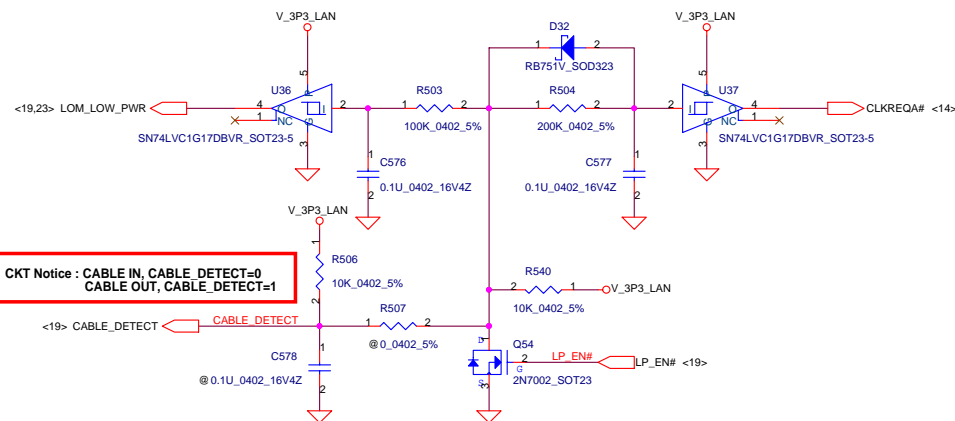 V_3P3_LAN
V_3P3_LAN
D32
1
2
RB751V_SOD323
5
P
U36
R503
R504
5
P
U37
<19,23> LOM_LOW_PWR
4
O
I
2
1
2
1
2
2
I
O
4
CLKREQA# <14>
1
NC
100K_0402_5%
200K_0402_5%
NC
1
G
G
SN74LVC1G17DBVR_SOT23-5
SN74LVC1G17DBVR_SOT23-5
3
3
1
C576
1
C577
0.1U_0402_16V4Z
0.1U_0402_16V4Z
2
2
V_3P3_LAN
1
R506
CKT Notice : CABLE IN, CABLE_DETECT=0
CABLE OUT, CABLE_DETECT=1
10K_0402_5%
2
R540
2
1
V_3P3_LAN
10K_0402_5%
R507
<19> CABLE_DETECT
CABLE_DETECT
1
2
@0_0402_5%
1
D
Q54
2
LP_EN#
LP_EN# <19>
G
2N7002_SOT23
S
3
1
C578
@0.1U_0402_16V4Z
2